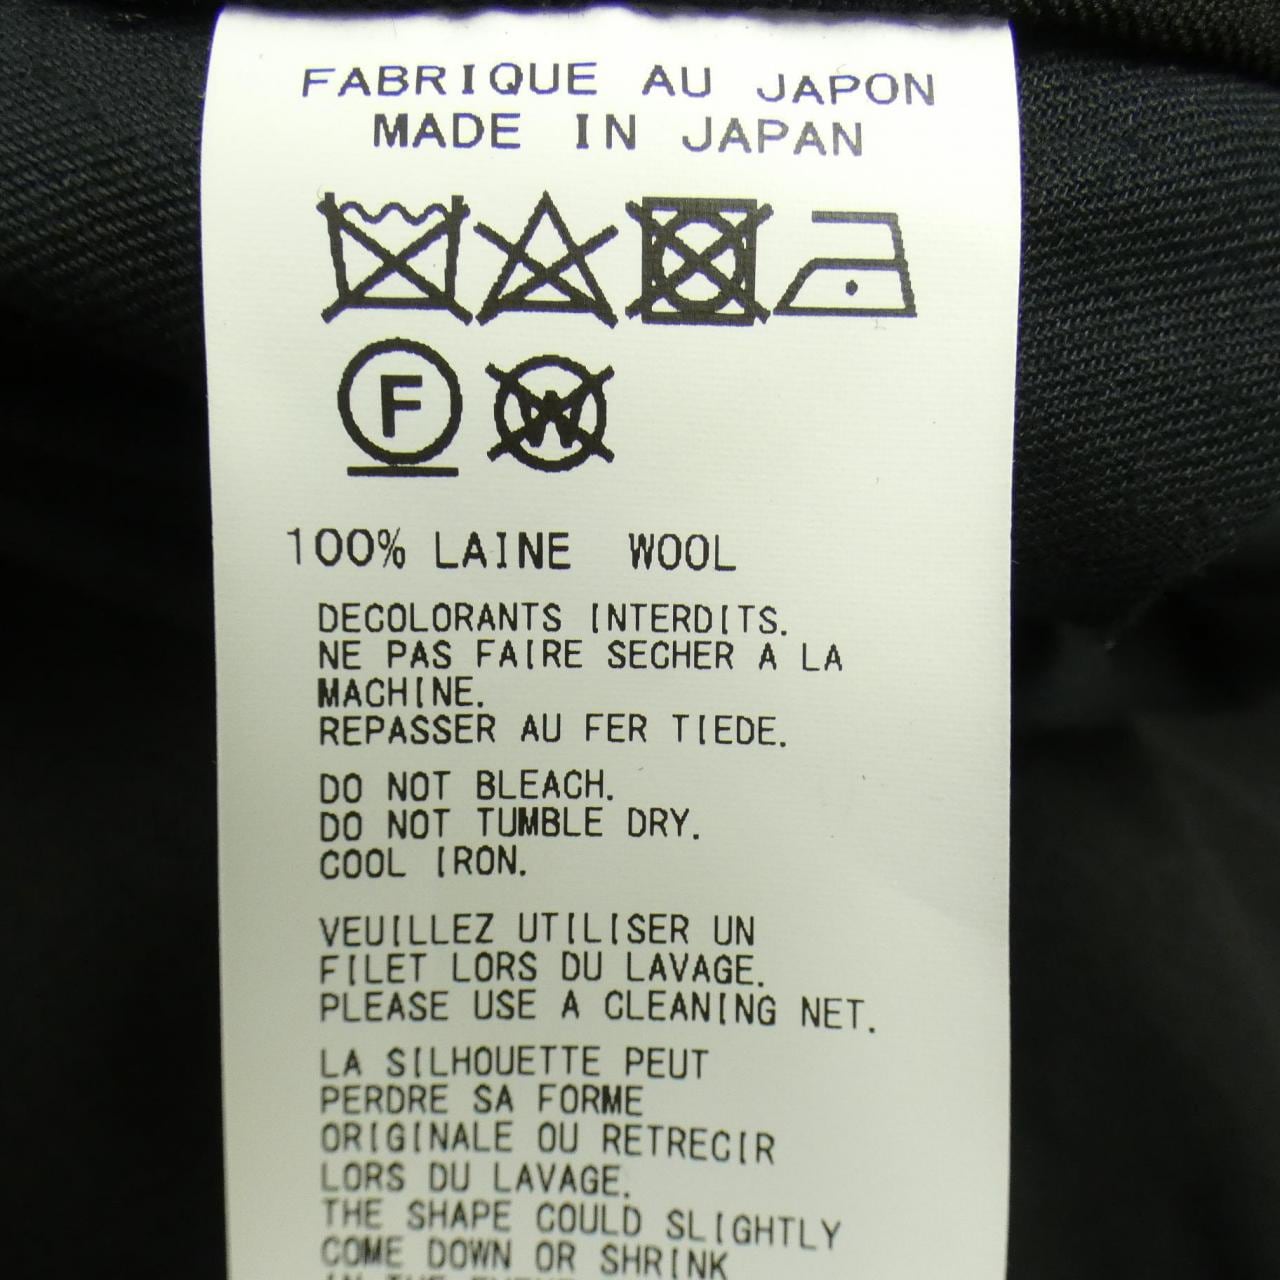 FABRIQUE AU JAPON
MADE IN JAPAN
F
W
100% LAINE WOOL
DECOLORANTS INTERDITS.
NE PAS FAIRE SECHER A LA
MACHINE.
REPASSER AU FER TIEDE.
DO NOT BLEACH.
DO NOT TUMBLE DRY.
COOL IRON.
VEUILLEZ UTILISER UN
FILET LORS DU LAVAGE.
PLEASE USE A CLEANING NET.
LA SILHOUETTE PEUT
PERDRE SA FORME
ORIGINALE OU RETRECIR
LORS DU LAVAGE.
THE SHAPE COULD SLIGHTLY
COME DOWN OR SHRINK